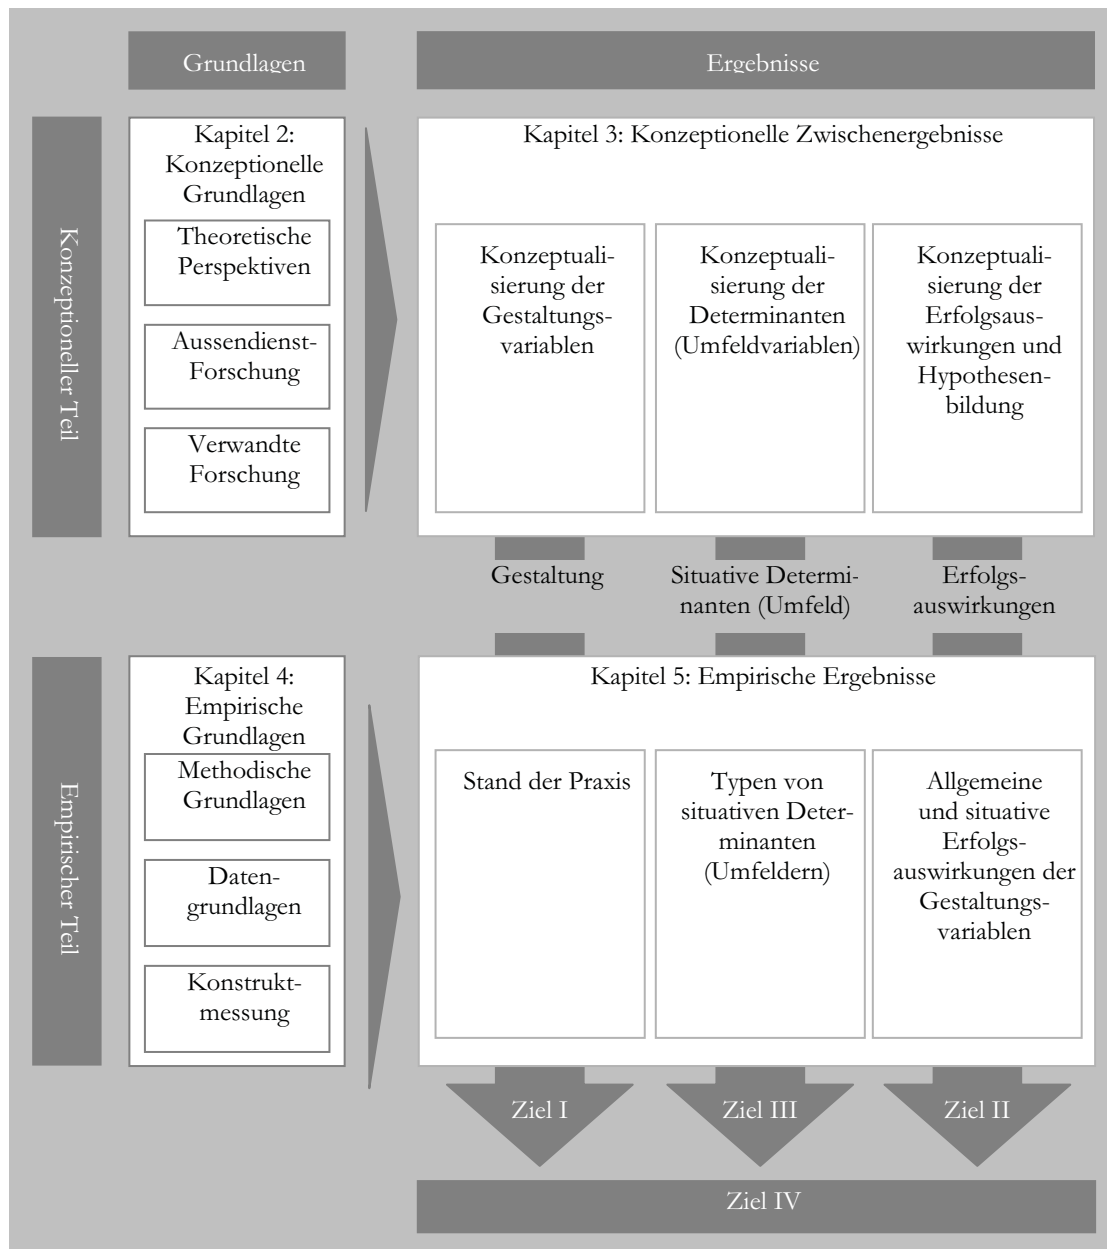 Grundlagen
Ergebnisse
Konzeptioneller Teil
Kapitel 2:
Konzeptionelle
Grundlagen
Theoretische
Perspektiven
Aussendienst-
Forschung
Verwandte
Forschung
Kapitel 3: Konzeptionelle Zwischenergebnisse
Konzeptuali-
sierung der
Gestaltungs-
variablen
Konzeptuali-
sierung der
Determinanten
(Umfeldvariablen)
Konzeptuali-
sierung der
Erfolgsaus-
wirkungen und
Hypothesen-
bildung
Gestaltung
Situative Determi-
nanten (Umfeld)
Erfolgs-
auswirkungen
Empirischer Teil
Kapitel 4:
Empirische
Grundlagen
Methodische
Grundlagen
Daten-
grundlagen
Konstrukt-
messung
Kapitel 5: Empirische Ergebnisse
Stand der Praxis
Typen von
situativen Deter-
minanten
(Umfeldern)
Allgemeine
und situative
Erfolgs-
auswirkungen der
Gestaltungs-
variablen
Ziel I
Ziel III
Ziel II
Ziel IV